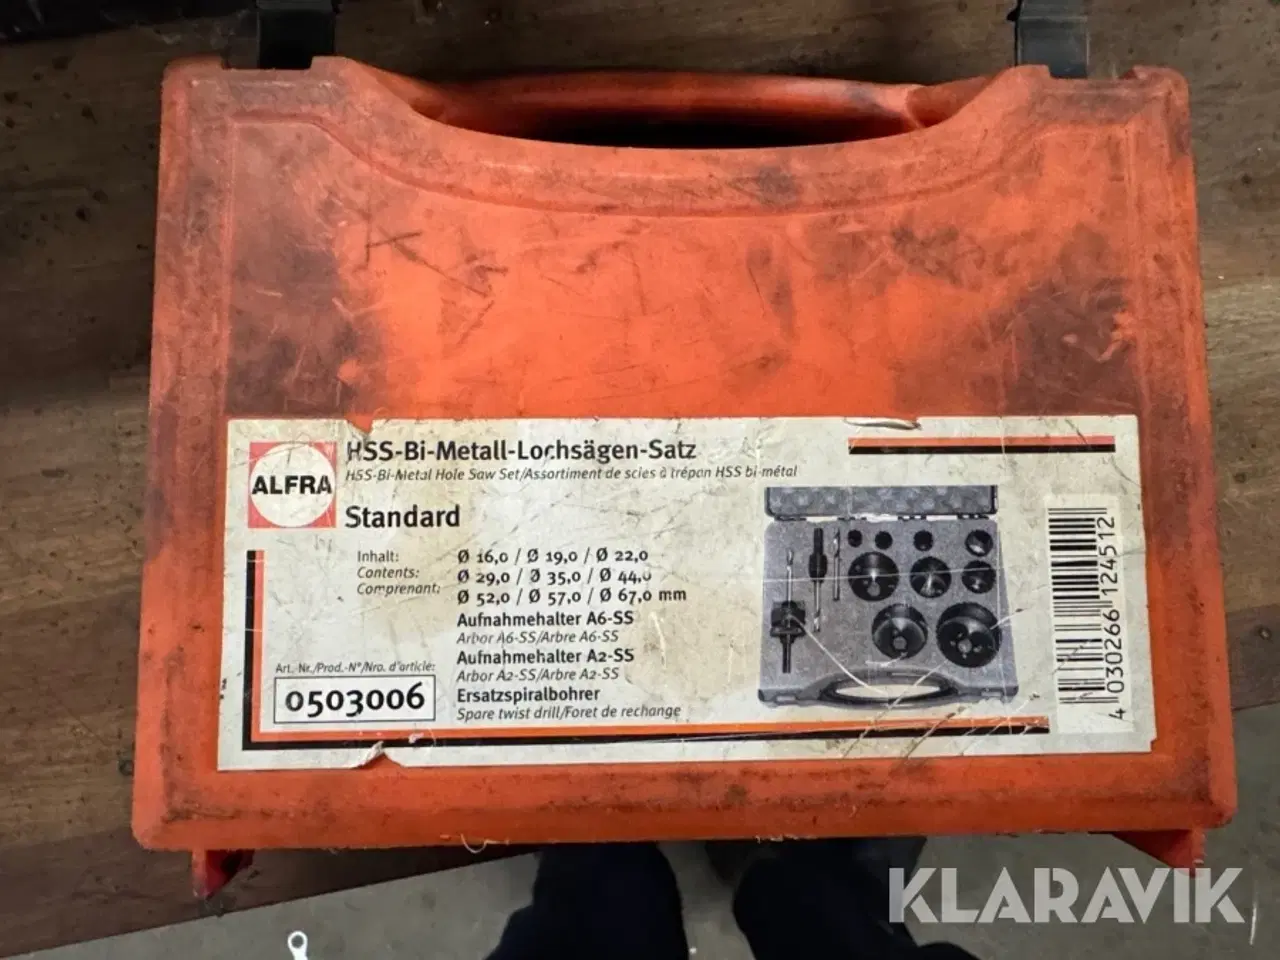 ALFRA
HSS-Bi-Metall-Lochsägen-Satz
HSS-Bi-Metal Hole Saw Set/Assortiment de scies à trépan HSS bi-métal
Standard
Inhalt:
Contents:
Comprenant:
Ø 16,0 / Ø 19,0 / Ø 22,0
Ø 29,0 / Ø 35,0 / Ø 44,0
Ø 52,0 / Ø 57,0 / Ø 67,0 mm
Aufnahmehalter A6-SS
Arbor A6-SS/Arbre A6-SS
Aufnahmehalter A2-SS
Arbor A2-SS/Arbre A2-SS
Ersatzspiralbohrer
Spare twist drill/Foret de rechange
Art.-Nr./Prod.-N°/Nro. d'article:
0503006
4 030266 124512
KLARAVIK